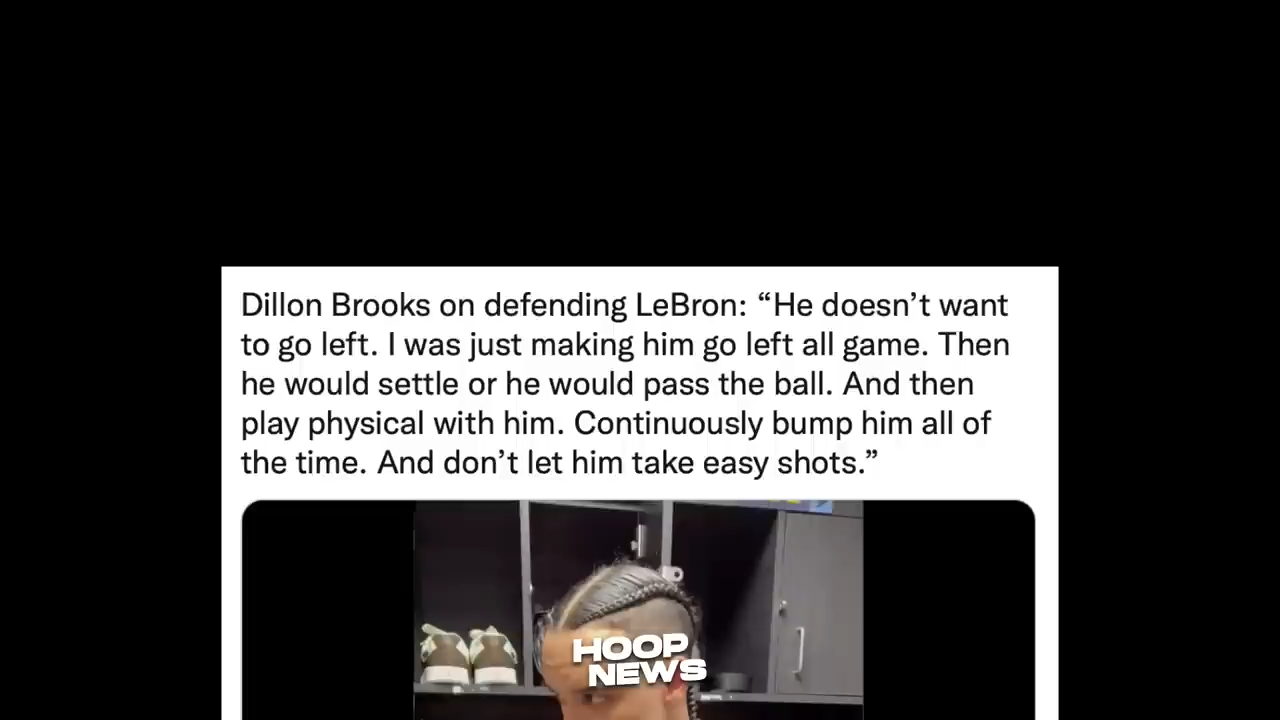 Dillon Brooks on defending LeBron: “He doesn’t want
to go left. I was just making him go left all game. Then
he would settle or he would pass the ball. And then
play physical with him. Continuously bump him all of
the time. And don’t let him take easy shots.”
HOOP
NEWS